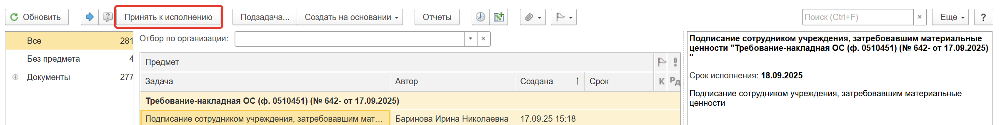 Обновить
?
Принять к исполнению
Подзадача...
Создать на основании
Отчеты
Поиск (Ctrl+F)
×
Еще
?
Все 281
Без предмета 4
Документы 277
Отбор по организации:
×
Предмет
Задача Автор Создана ↑ Срок К Рд
Требование-накладная ОС (ф. 0510451) (№ 642- от 17.09.2025)
Подписание сотрудником учреждения, затребовавшим мат... Баринова Ирина Николаевна 17.09.25 15:18
Подписание сотрудником учреждения, затребовавшим материальные
ценности "Требование-накладная ОС (ф. 0510451) (№ 642- от 17.09.2025)
"
Срок исполнения: 18.09.2025
Подписание сотрудником учреждения, затребовавшим материальные
ценности